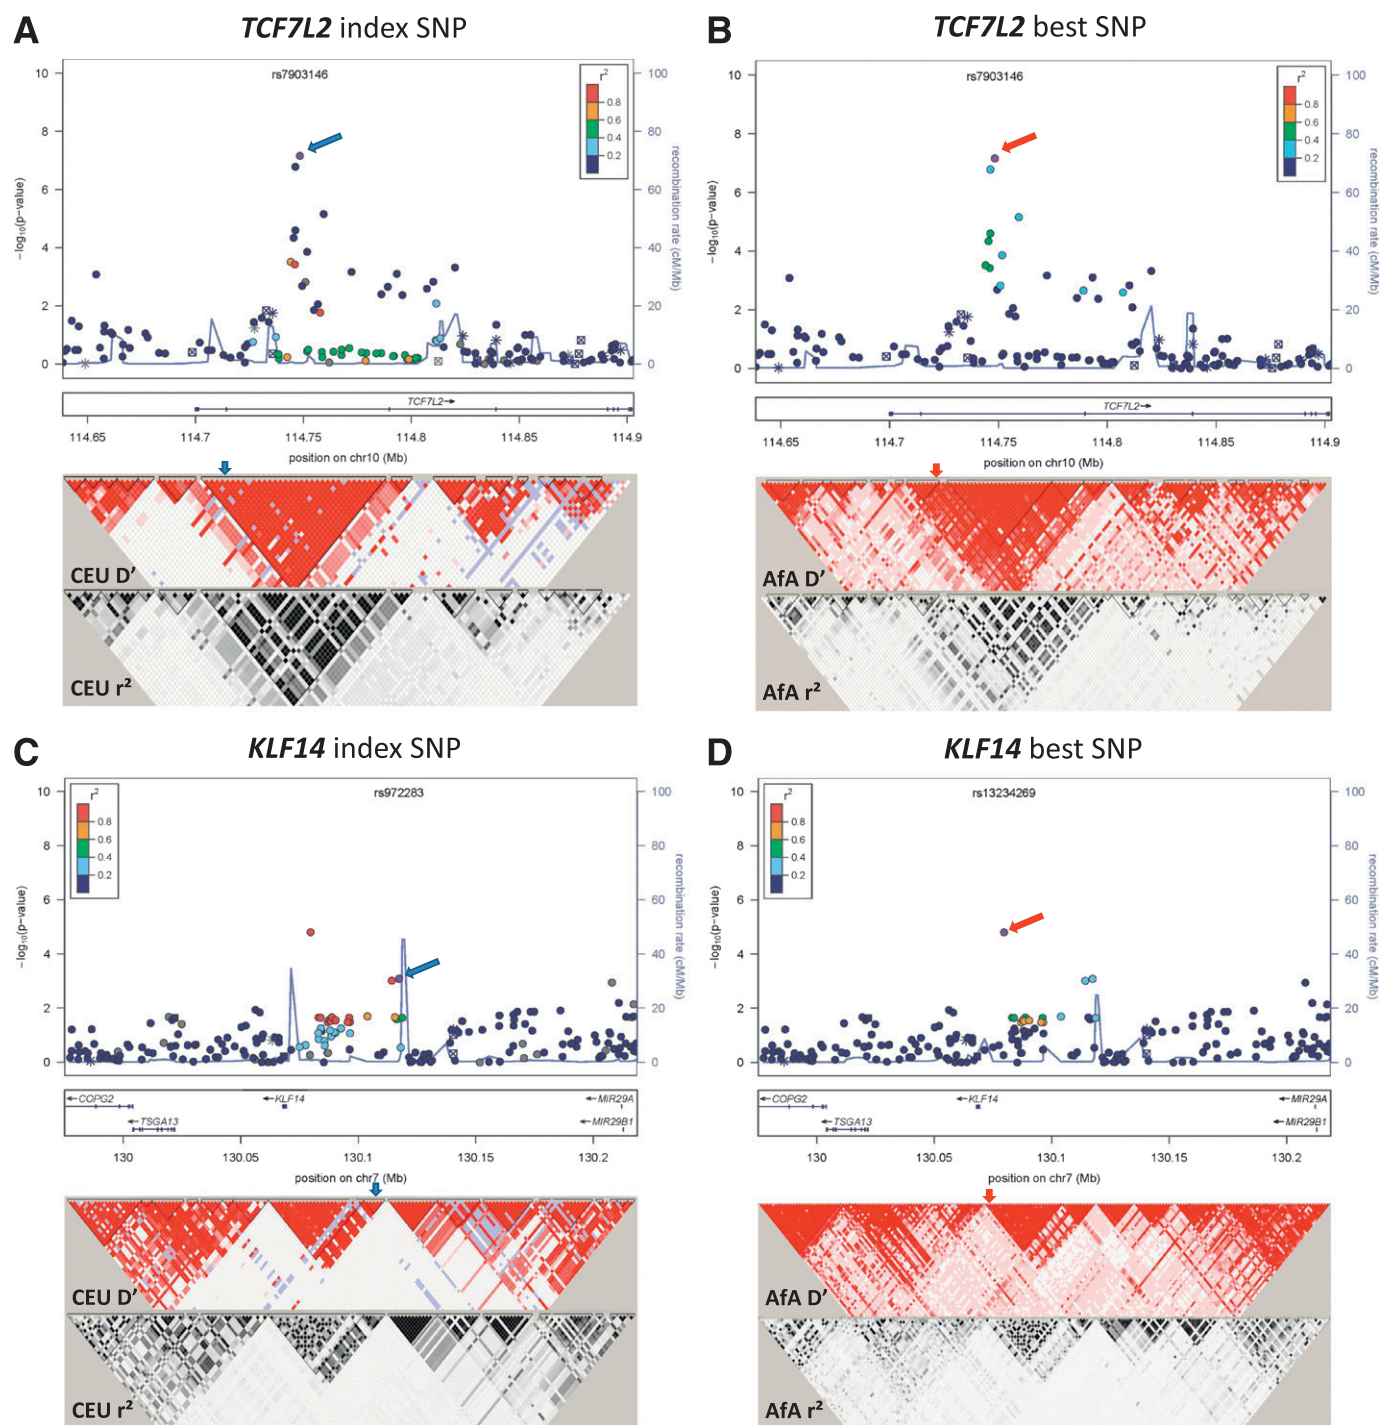 A
TCF7L2 index SNP
rs7903146
r²
0.8
0.6
0.4
0.2
10
8
6
4
2
0
−log₁₀(p-value)
100
80
60
40
20
0
recombination rate (cM/Mb)
TCF7L2→
114.65 114.7 114.75 114.8 114.85 114.9
position on chr10 (Mb)
CEU D’
CEU r²
B
TCF7L2 best SNP
rs7903146
r²
0.8
0.6
0.4
0.2
10
8
6
4
2
0
−log₁₀(p-value)
100
80
60
40
20
0
recombination rate (cM/Mb)
TCF7L2→
114.65 114.7 114.75 114.8 114.85 114.9
position on chr10 (Mb)
AfA D’
AfA r²
C
KLF14 index SNP
rs972283
r²
0.8
0.6
0.4
0.2
10
8
6
4
2
0
−log₁₀(p-value)
100
80
60
40
20
0
recombination rate (cM/Mb)
←COPG2 ←KLF14 ←MIR29A
←TSGA13 ←MIR29B1
130 130.05 130.1 130.15 130.2
position on chr7 (Mb)
CEU D’
CEU r²
D
KLF14 best SNP
rs13234269
r²
0.8
0.6
0.4
0.2
10
8
6
4
2
0
−log₁₀(p-value)
100
80
60
40
20
0
recombination rate (cM/Mb)
←COPG2 ←KLF14 ←MIR29A
←TSGA13 ←MIR29B1
130 130.05 130.1 130.15 130.2
position on chr7 (Mb)
AfA D’
AfA r²